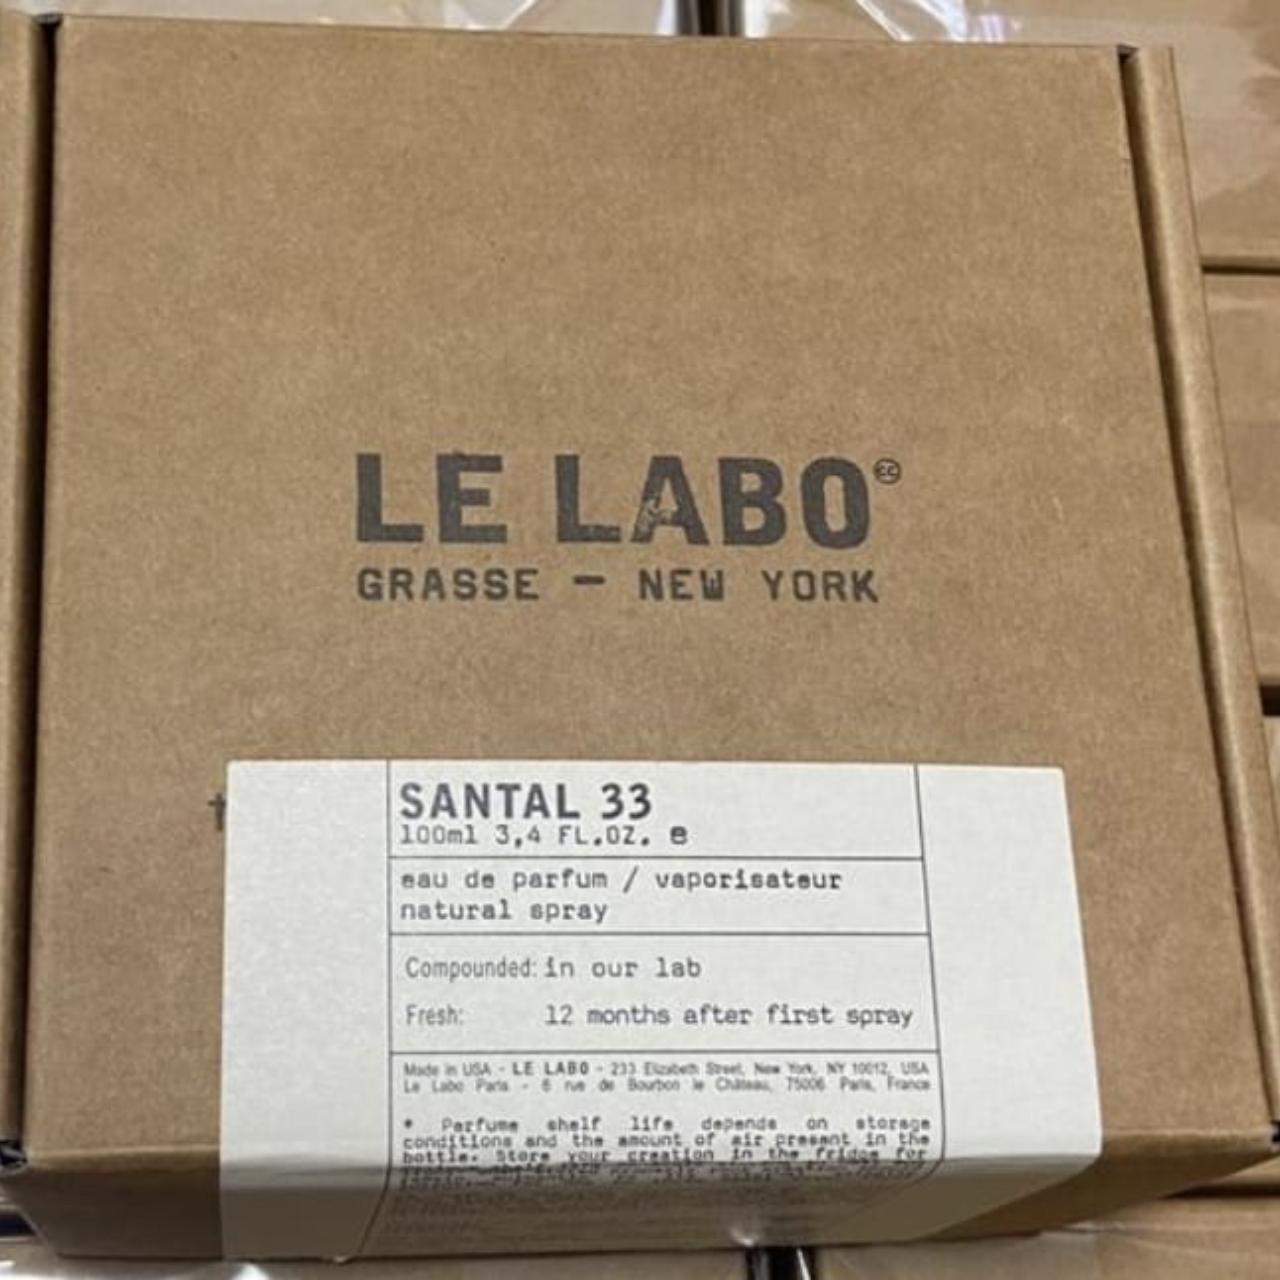 LE LABO
GRASSE — NEW YORK
SANTAL 33
100ml 3,4 FL.OZ. e
eau de parfum / vaporisateur
natural spray
Compounded: in our lab
Fresh: 12 months after first spray
Made in USA - LE LABO - 233 Elizabeth Street, New York, NY 10012, USA
Le Labo Paris - 6 rue de Bourbon le Château, 75006 Paris, France
* Perfume shelf life depends on storage
conditions and the amount of air present in the
bottle. Store your creation in the fridge for